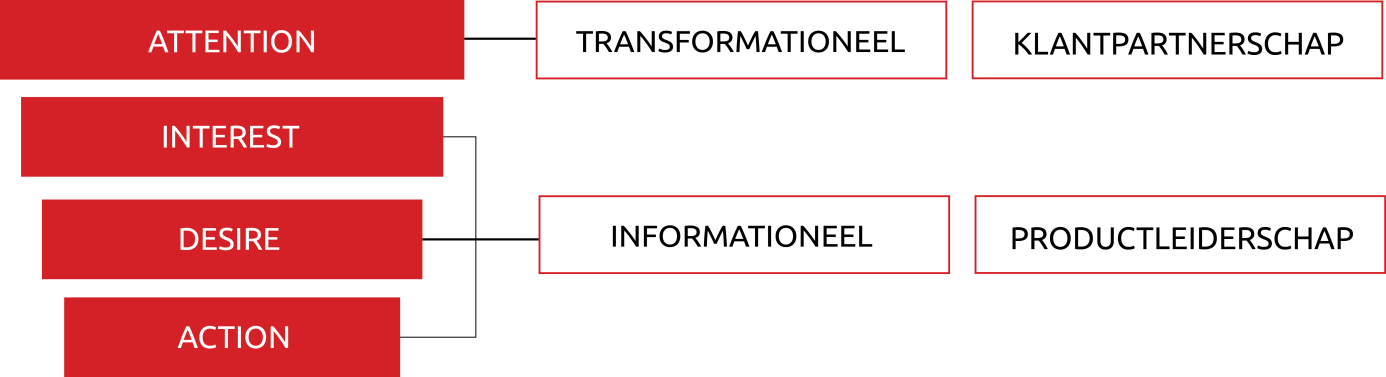 ATTENTION
TRANSFORMATIONEEL
KLANTPARTNERSCHAP
INTEREST
DESIRE
INFORMATIONEEL
PRODUCTLEIDERSCHAP
ACTION